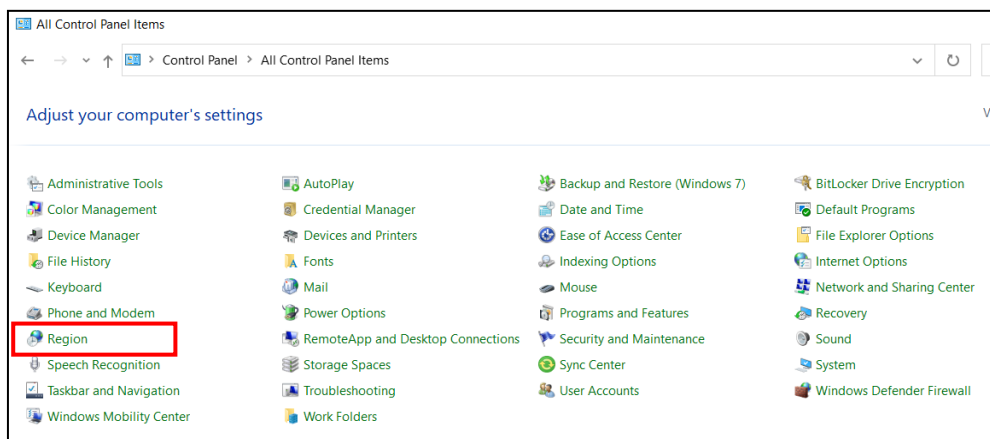 All Control Panel Items
Control Panel > All Control Panel Items
Adjust your computer's settings
Administrative Tools AutoPlay Backup and Restore (Windows 7) BitLocker Drive Encryption
Color Management Credential Manager Date and Time Default Programs
Device Manager Devices and Printers Ease of Access Center File Explorer Options
File History Fonts Indexing Options Internet Options
Keyboard Mail Mouse Network and Sharing Center
Phone and Modem Power Options Programs and Features Recovery
Region RemoteApp and Desktop Connections Security and Maintenance Sound
Speech Recognition Storage Spaces Sync Center System
Taskbar and Navigation Troubleshooting User Accounts Windows Defender Firewall
Windows Mobility Center Work Folders